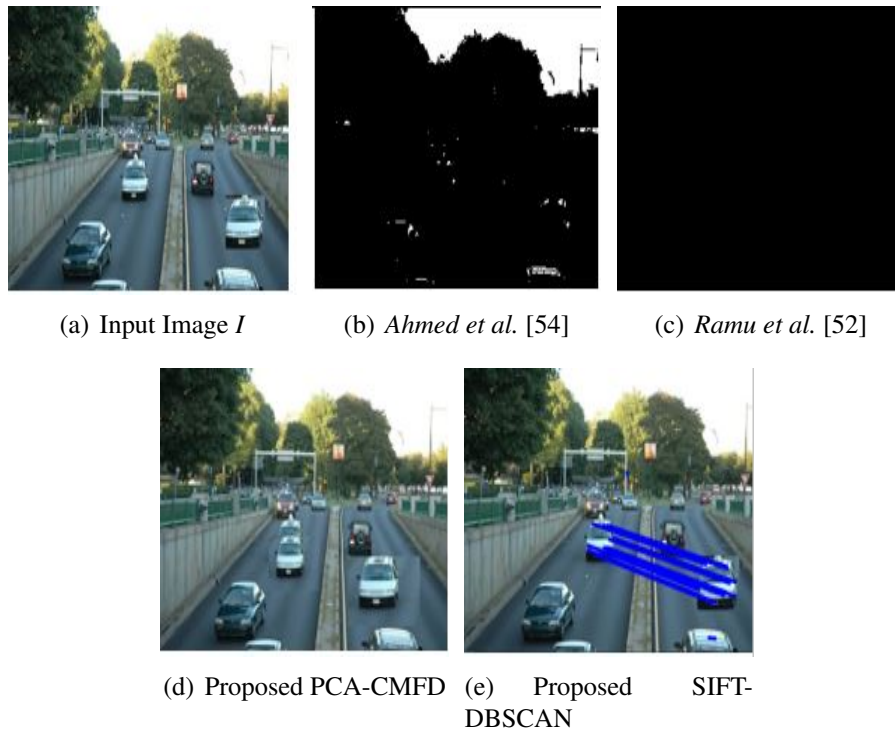 (a) Input Image I
(b) Ahmed et al. [54]
(c) Ramu et al. [52]
(d) Proposed PCA-CMFD
(e) Proposed SIFT-
DBSCAN